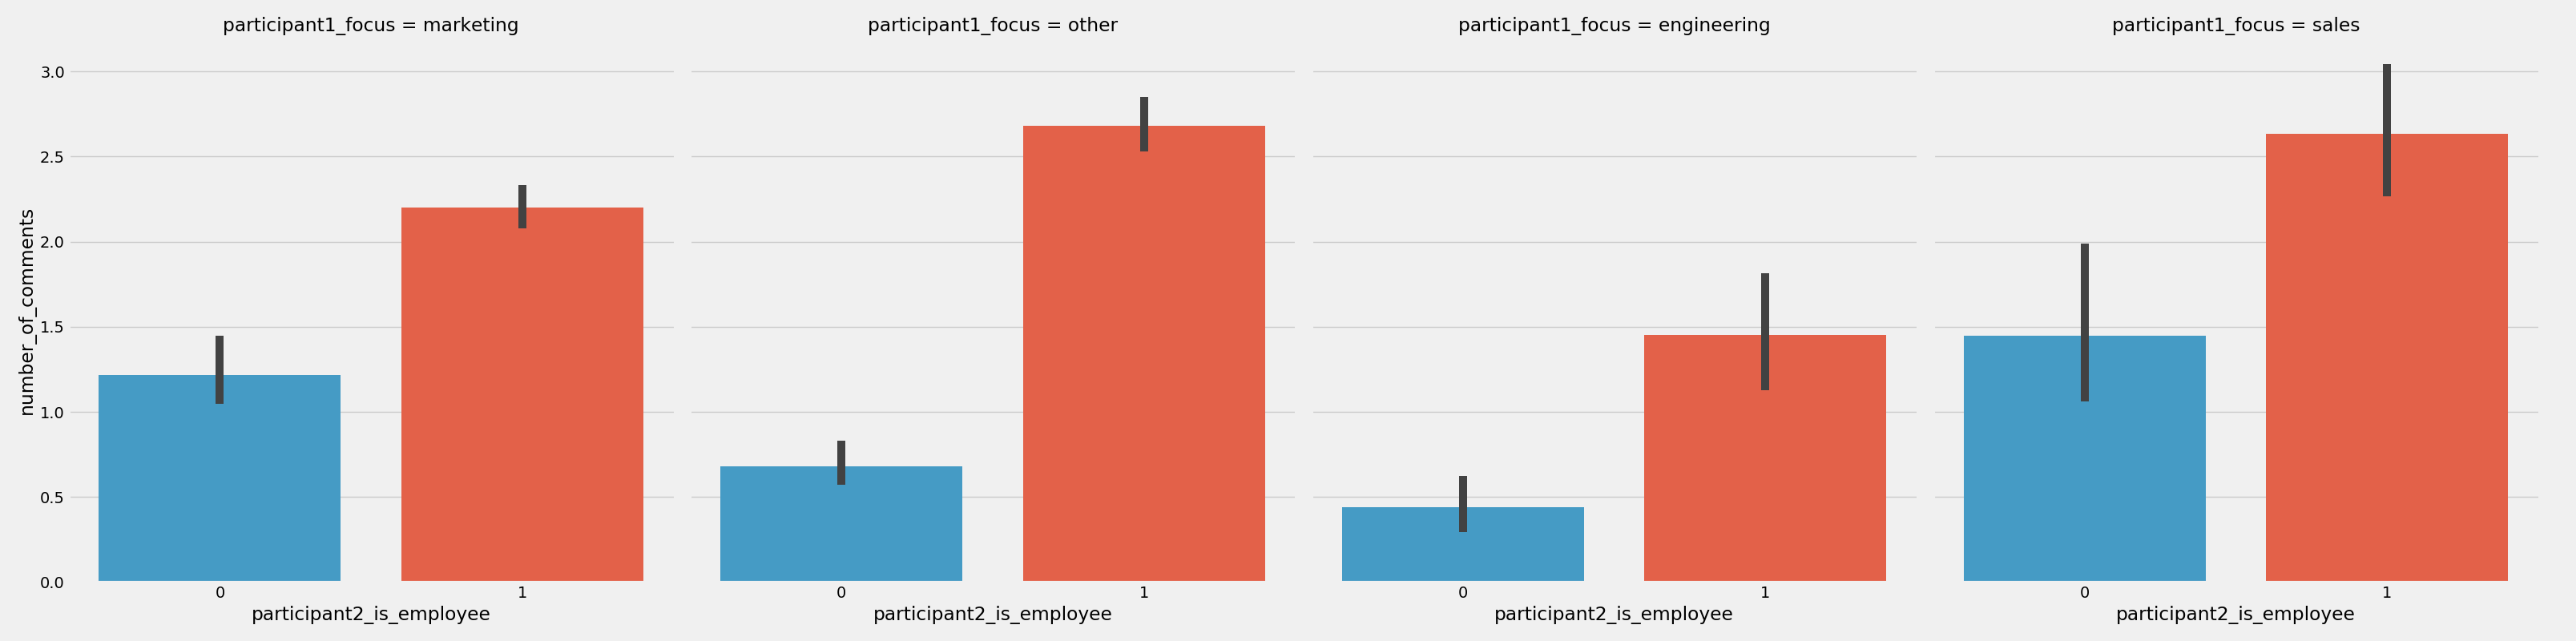 participant1_focus = marketing
participant1_focus = other
participant1_focus = engineering
participant1_focus = sales
number_of_comments
3.0
2.5
2.0
1.5
1.0
0.5
0.0
0 1
0 1
0 1
0 1
participant2_is_employee
participant2_is_employee
participant2_is_employee
participant2_is_employee